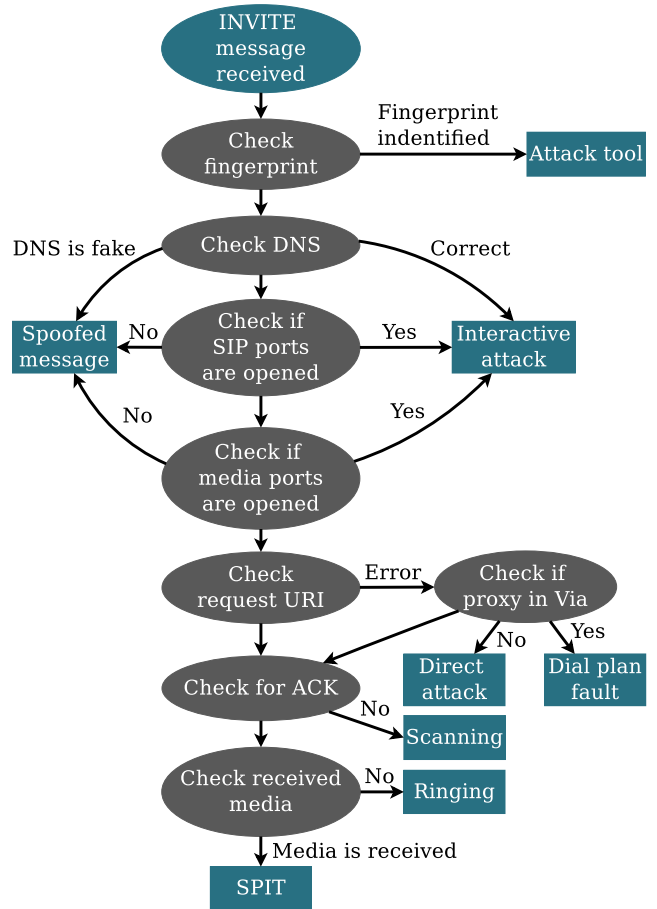 INVITE
message
received
Fingerprint
indentified
Check
fingerprint
Attack tool
DNS is fake
Check DNS
Correct
Spoofed
message
No
Check if
SIP ports
are opened
Yes
Interactive
attack
No
Check if
media ports
are opened
Yes
Check
request URI
Error
Check if
proxy in Via
No
Yes
Direct
attack
Dial plan
fault
Check for ACK
No
Scanning
Check received
media
No
Ringing
Media is received
SPIT